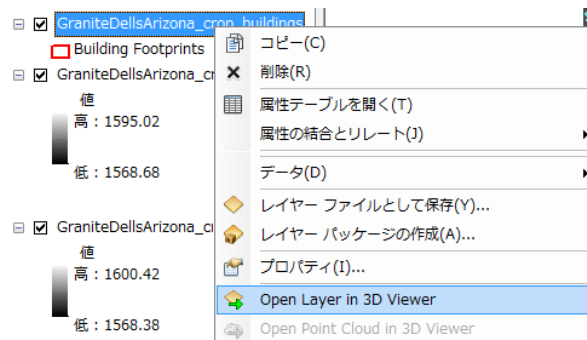 GraniteDellsArizona_crop_buildings
Building Footprints
GraniteDellsArizona_cr
値
高 : 1595.02
低 : 1568.68
GraniteDellsArizona_cr
値
高 : 1600.42
低 : 1568.38
コピー(C)
削除(R)
属性テーブルを開く(T)
属性の結合とリレート(J)
データ(D)
レイヤー ファイルとして保存(Y)...
レイヤー パッケージの作成(A)...
プロパティ(I)...
Open Layer in 3D Viewer
Open Point Cloud in 3D Viewer